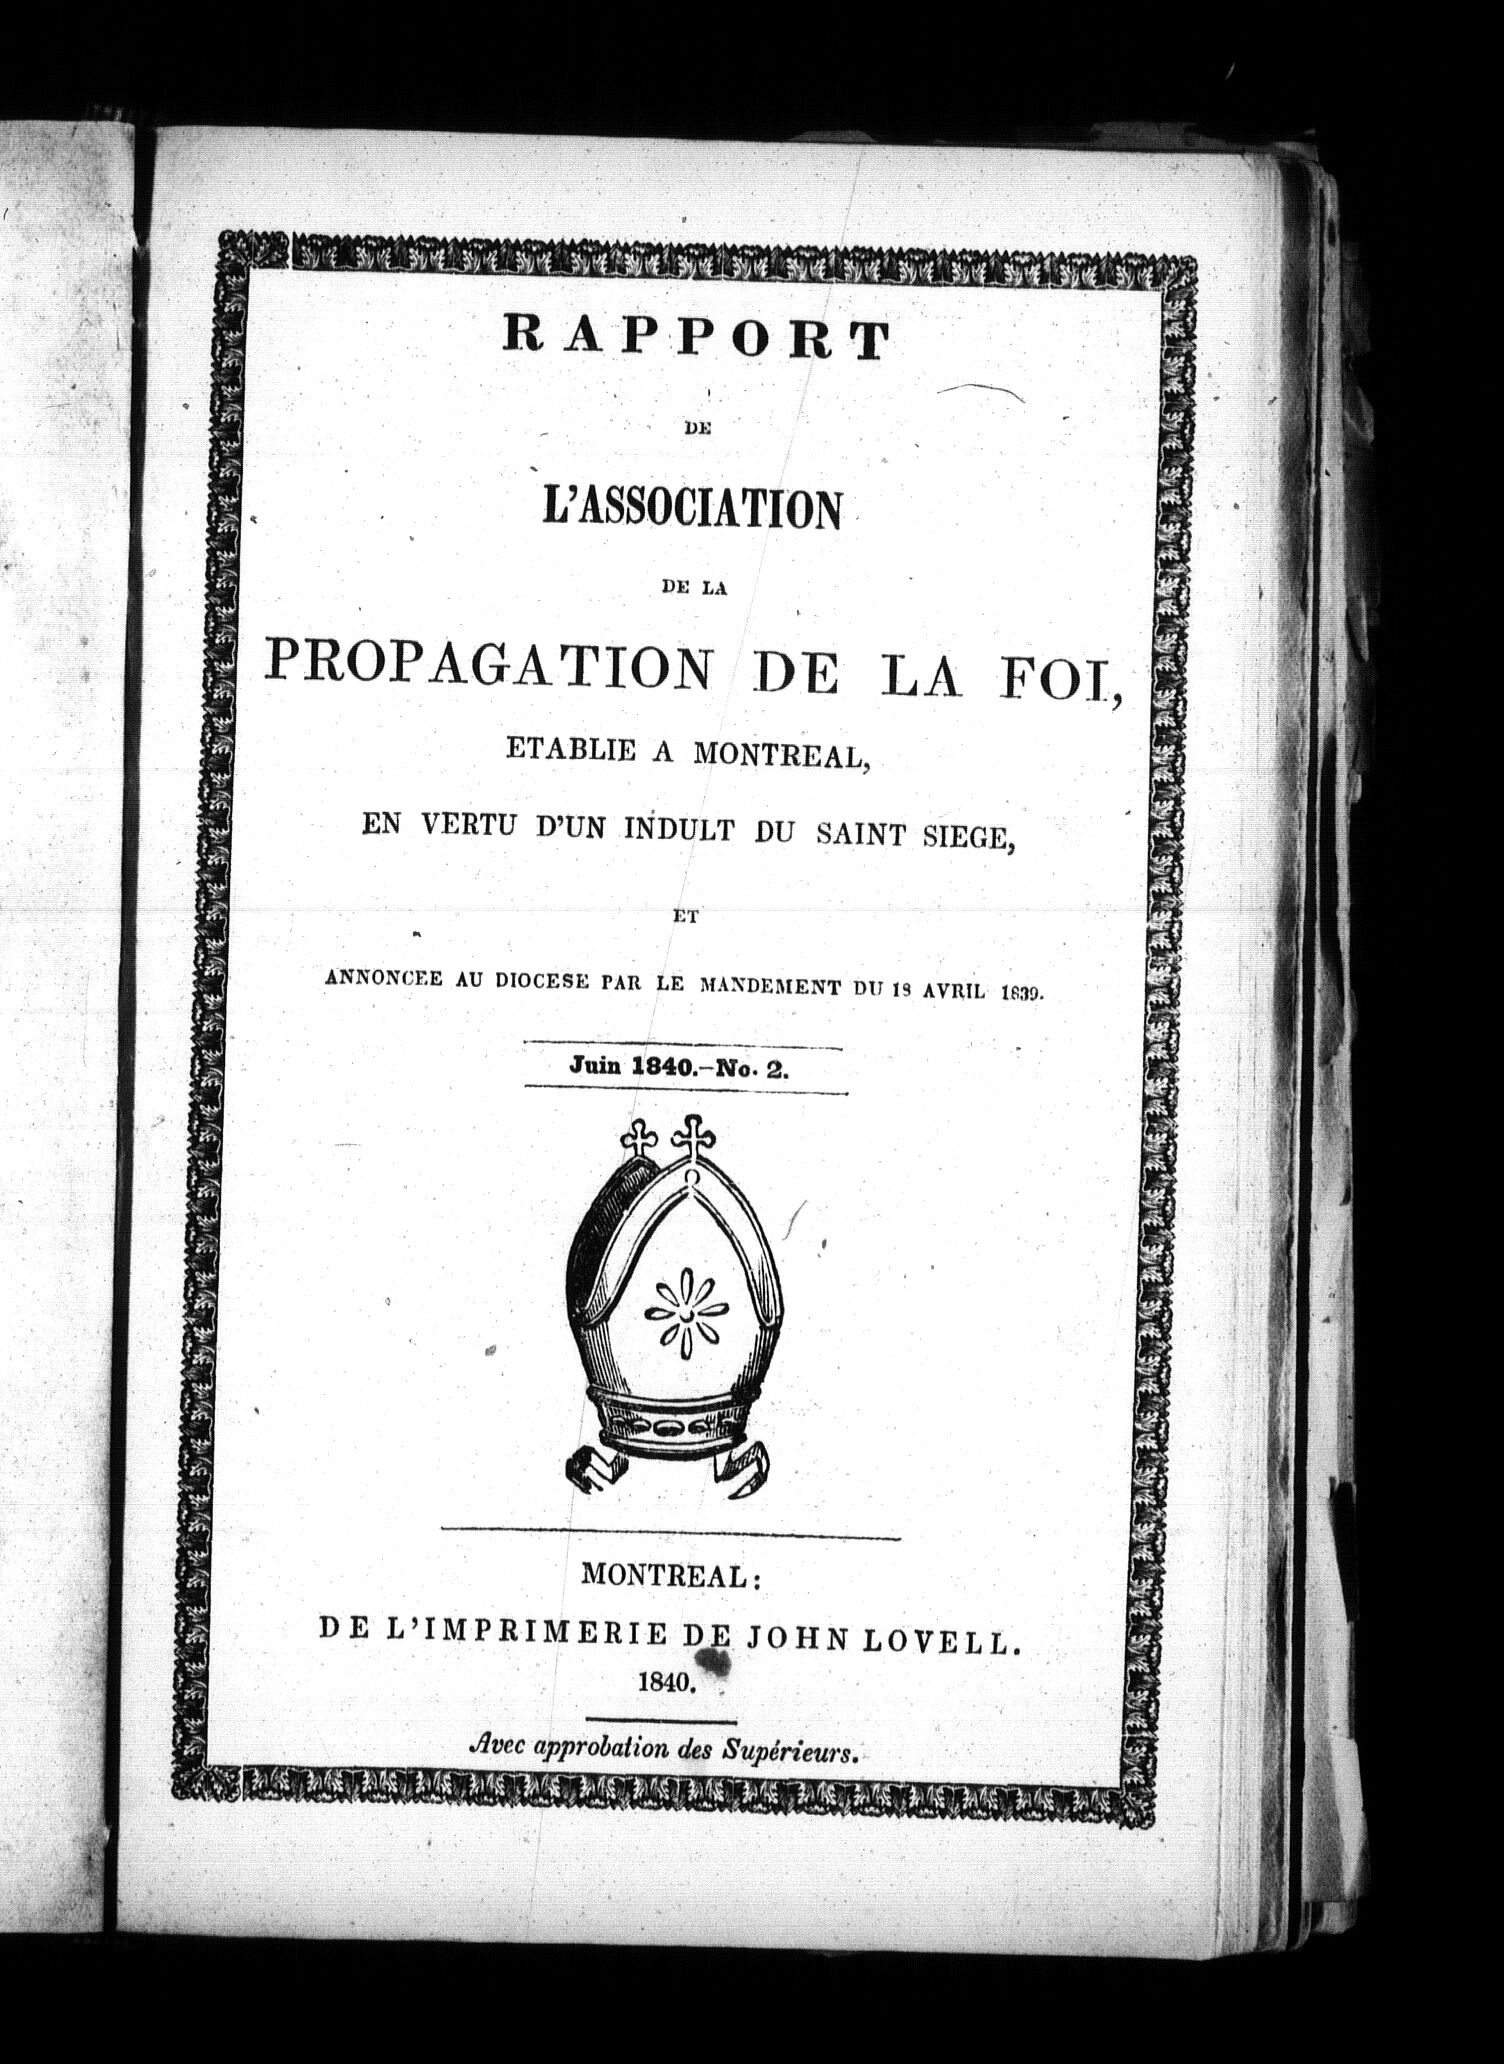 RAPPORT
DE
L'ASSOCIATION
DE LA
PROPAGATION DE LA FOI,
ETABLIE A MONTREAL,
EN VERTU D'UN INDULT DU SAINT SIEGE,
ET
ANNONCEE AU DIOCESE PAR LE MANDEMENT DU 18 AVRIL 1839.
Juin 1840.—No. 2.
MONTREAL:
DE L'IMPRIMERIE DE JOHN LOVELL.
1840.
Avec approbation des Supérieurs.